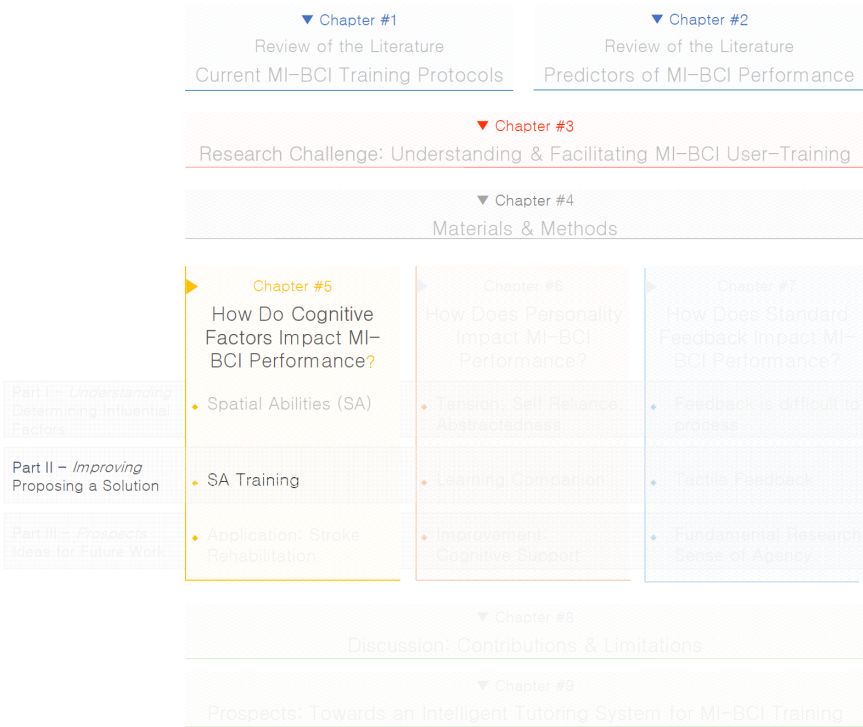 ▼ Chapter #1
Review of the Literature
Current MI-BCI Training Protocols
▼ Chapter #2
Review of the Literature
Predictors of MI-BCI Performance
▼ Chapter #3
Research Challenge: Understanding & Facilitating MI-BCI User-Training
▼ Chapter #4
Materials & Methods
Chapter #5
How Do Cognitive
Factors Impact MI-
BCI Performance?
Chapter #6
How Does Personality
Impact MI-BCI
Performance?
Chapter #7
How Does Standard
Feedback Impact MI-
BCI Performance?
Part I - Understanding
Determining Influential
Factors
Spatial Abilities (SA)
Tension, Self Reliance,
Abstractedness
Feedback is difficult to
process
Part II - Improving
Proposing a Solution
SA Training
Learning Companion
Tactile Feedback
Part III - Prospects
Ideas for Future Work
Application: Stroke
Rehabilitation
Improvement:
Cognitive Support
Fundamental Research:
Sense of Agency
▼ Chapter #8
Discussion: Contributions & Limitations
▼ Chapter #9
Prospects: Towards an Intelligent Tutoring System for MI-BCI Training